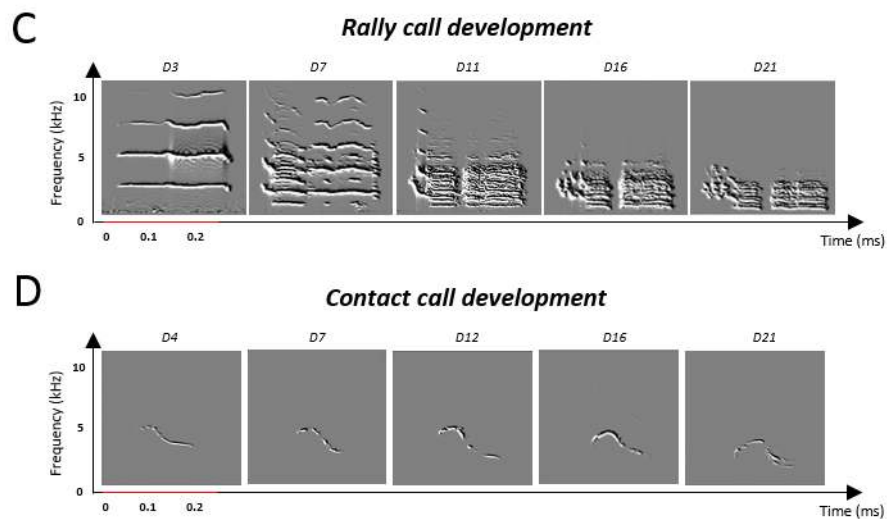 C
Rally call development
D3 D7 D11 D16 D21
Frequency (kHz)
10
5
0
0 0.1 0.2
Time (ms)
D
Contact call development
D4 D7 D12 D16 D21
Frequency (kHz)
10
5
0
0 0.1 0.2
Time (ms)